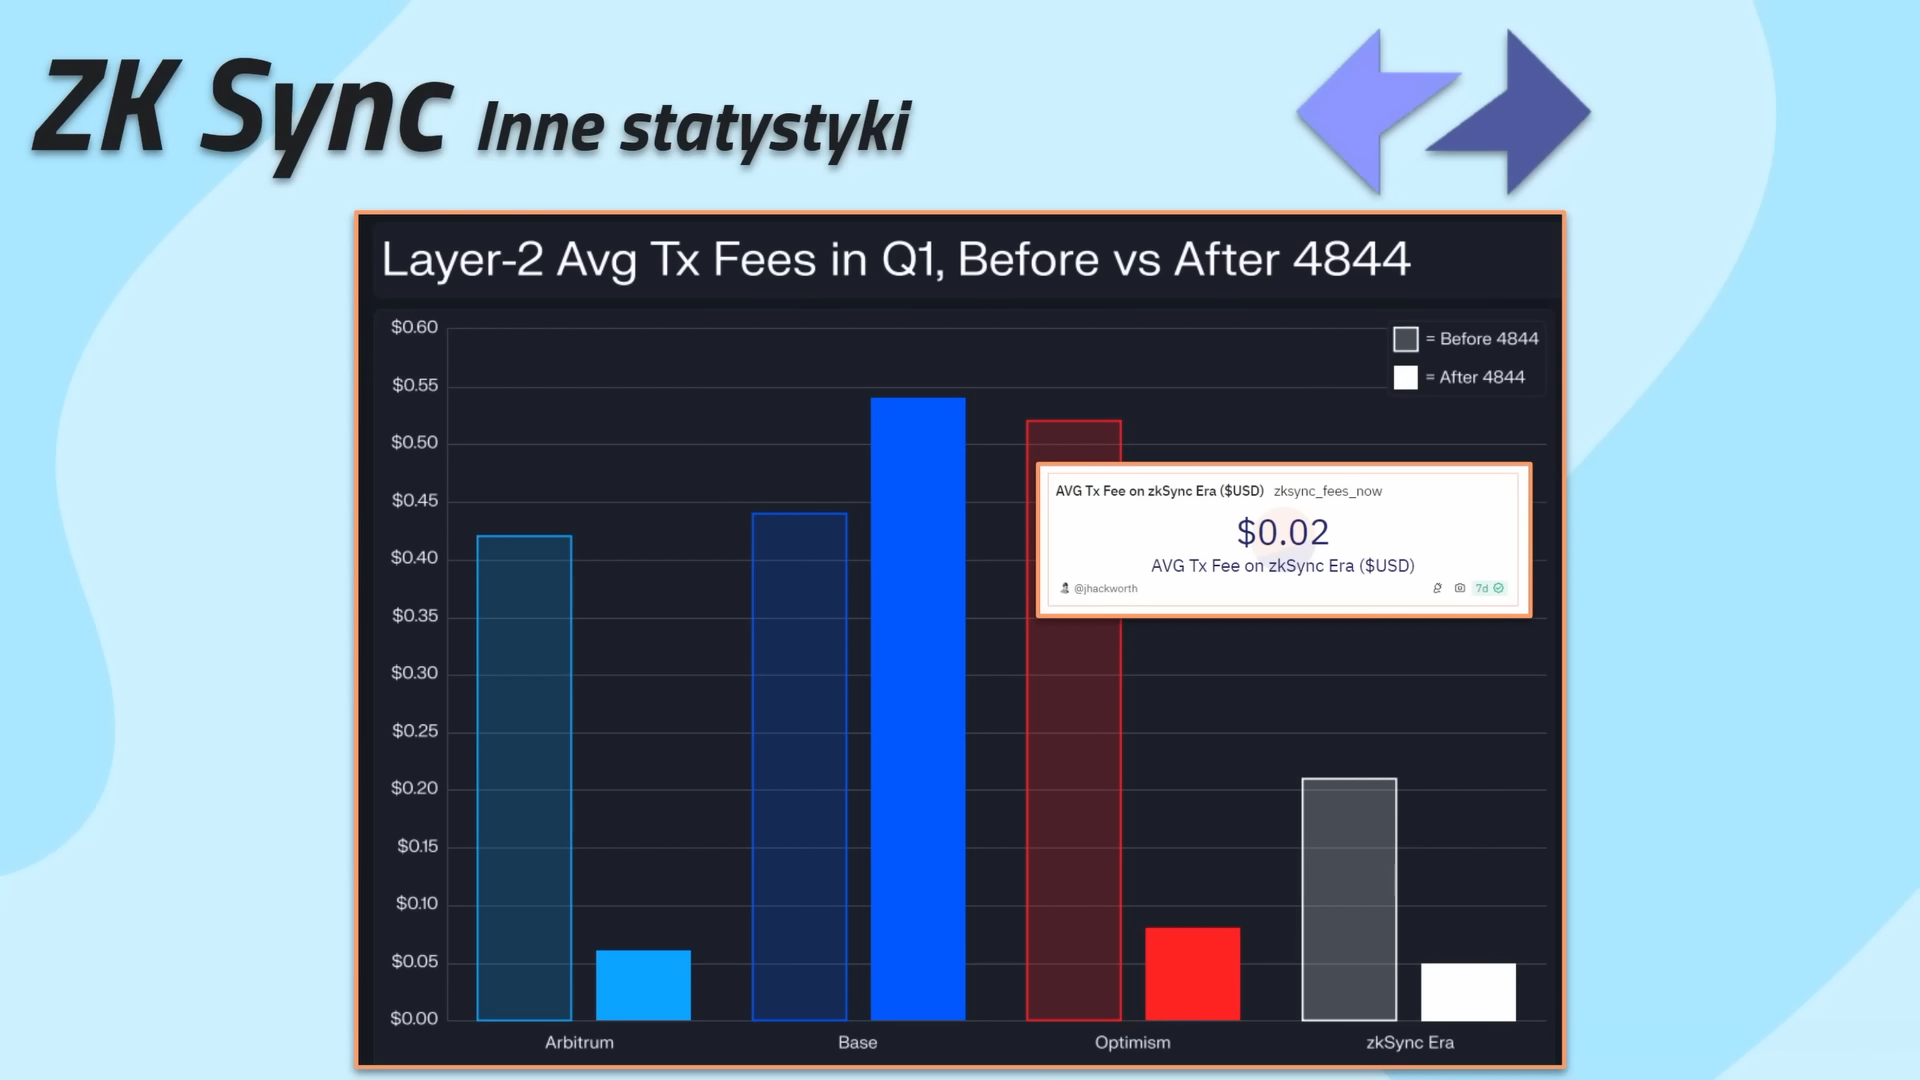 ZK Sync Inne statystyki
Layer-2 Avg Tx Fees in Q1, Before vs After 4844
= Before 4844
= After 4844
$0.60
$0.55
$0.50
$0.45
$0.40
$0.35
$0.30
$0.25
$0.20
$0.15
$0.10
$0.05
$0.00
AVG Tx Fee on zkSync Era ($USD) zksync_fees_now
$0.02
AVG Tx Fee on zkSync Era ($USD)
@jhackworth 7d
Arbitrum Base Optimism zkSync Era